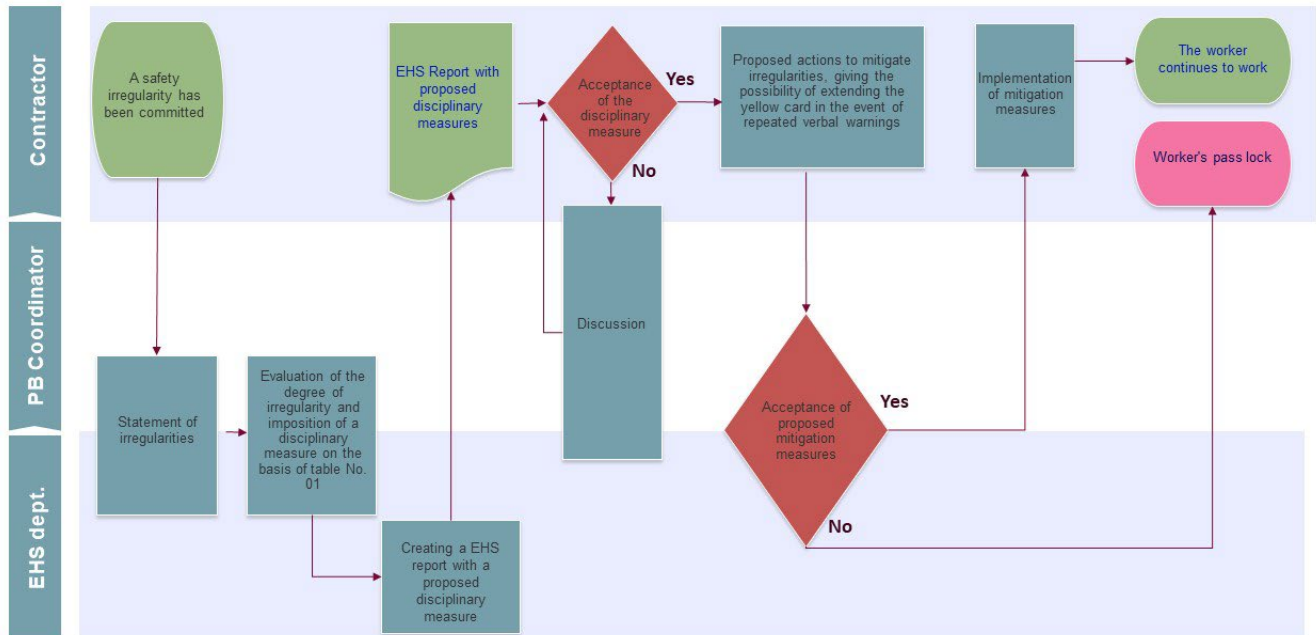 Contractor
PB Coordinator
EHS dept.
A safety
irregularity has
been committed
EHS Report with
proposed
disciplinary
measures
Acceptance
of the
disciplinary
measure
Yes
No
Proposed actions to mitigate
irregularities, giving the
possibility of extending the
yellow card in the event of
repeated verbal warnings
Implementation
of mitigation
measures
The worker
continues to work
Worker's pass lock
Discussion
Statement of
irregularities
Evaluation of the
degree of
irregularity and
imposition of a
disciplinary
measure on the
basis of table No.
01
Creating a EHS
report with a
proposed
disciplinary
measure
Acceptance of
proposed
mitigation
measures
Yes
No